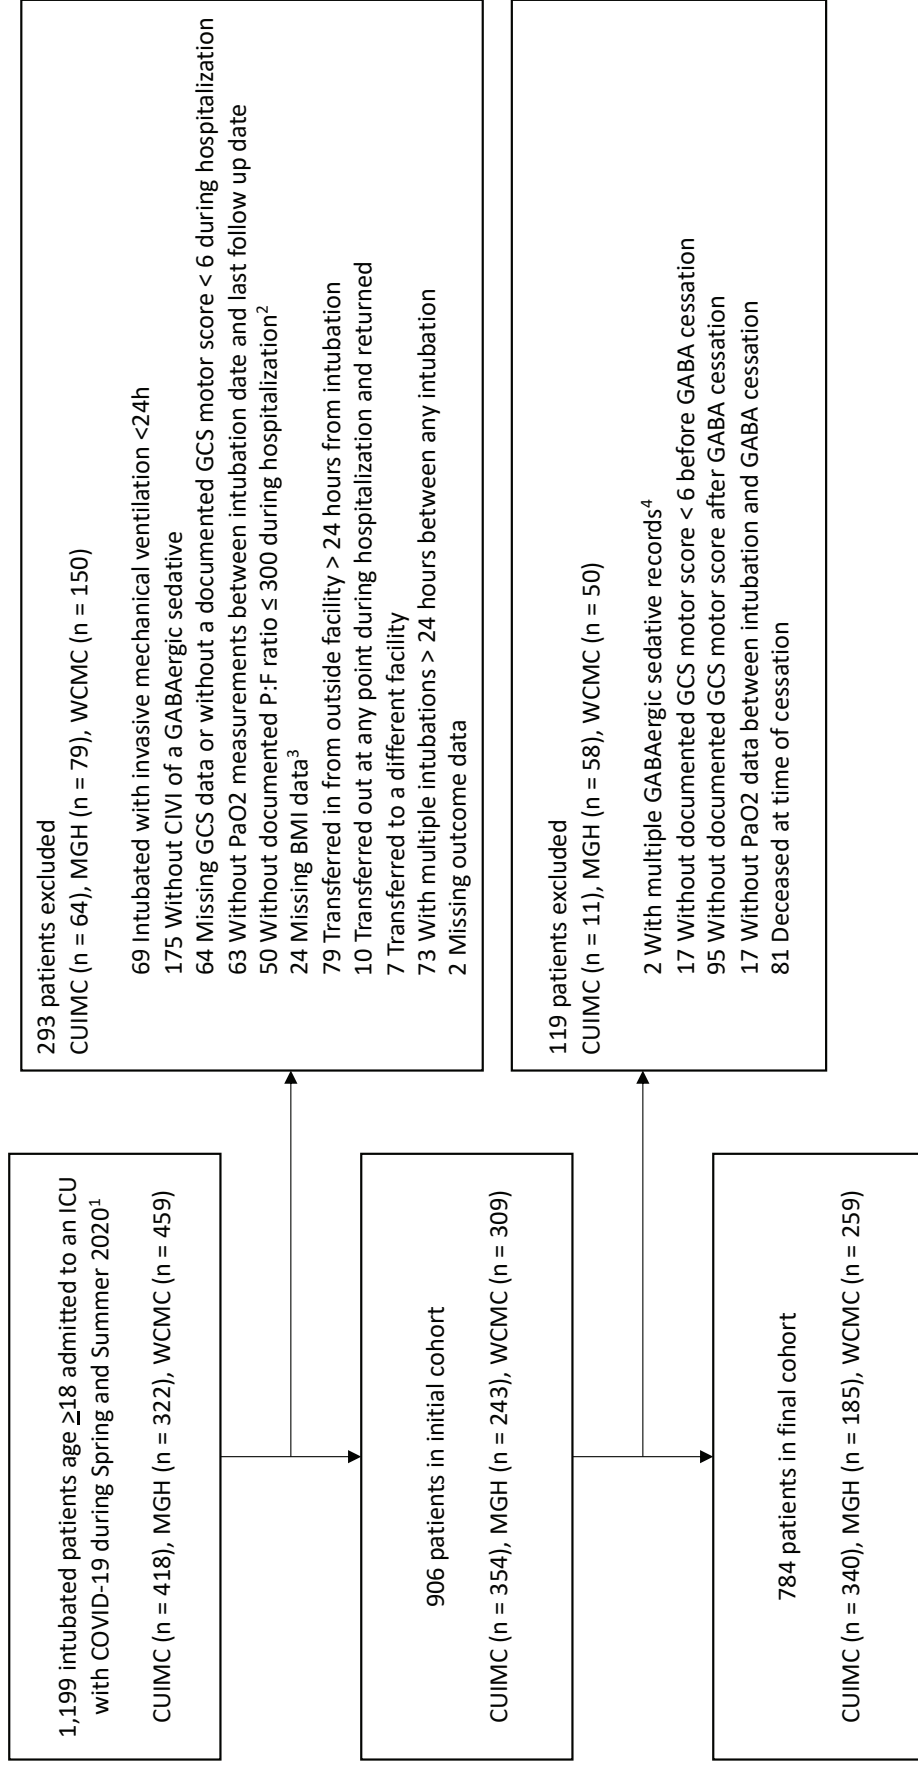 1,199 intubated patients age ≥18 admitted to an ICU
with COVID-19 during Spring and Summer 2020¹
CUIMC (n = 418), MGH (n = 322), WCMC (n = 459)
293 patients excluded
CUIMC (n = 64), MGH (n = 79), WCMC (n = 150)
69 Intubated with invasive mechanical ventilation <24h
175 Without CIVI of a GABAergic sedative
64 Missing GCS data or without a documented GCS motor score < 6 during hospitalization
63 Without PaO2 measurements between intubation date and last follow up date
50 Without documented P:F ratio ≤ 300 during hospitalization²
24 Missing BMI data³
79 Transferred in from outside facility > 24 hours from intubation
10 Transferred out at any point during hospitalization and returned
7 Transferred to a different facility
73 With multiple intubations > 24 hours between any intubation
2 Missing outcome data
906 patients in initial cohort
CUIMC (n = 354), MGH (n = 243), WCMC (n = 309)
119 patients excluded
CUIMC (n = 11), MGH (n = 58), WCMC (n = 50)
2 With multiple GABAergic sedative records⁴
17 Without documented GCS motor score < 6 before GABA cessation
95 Without documented GCS motor score after GABA cessation
17 Without PaO2 data between intubation and GABA cessation
81 Deceased at time of cessation
784 patients in final cohort
CUIMC (n = 340), MGH (n = 185), WCMC (n = 259)